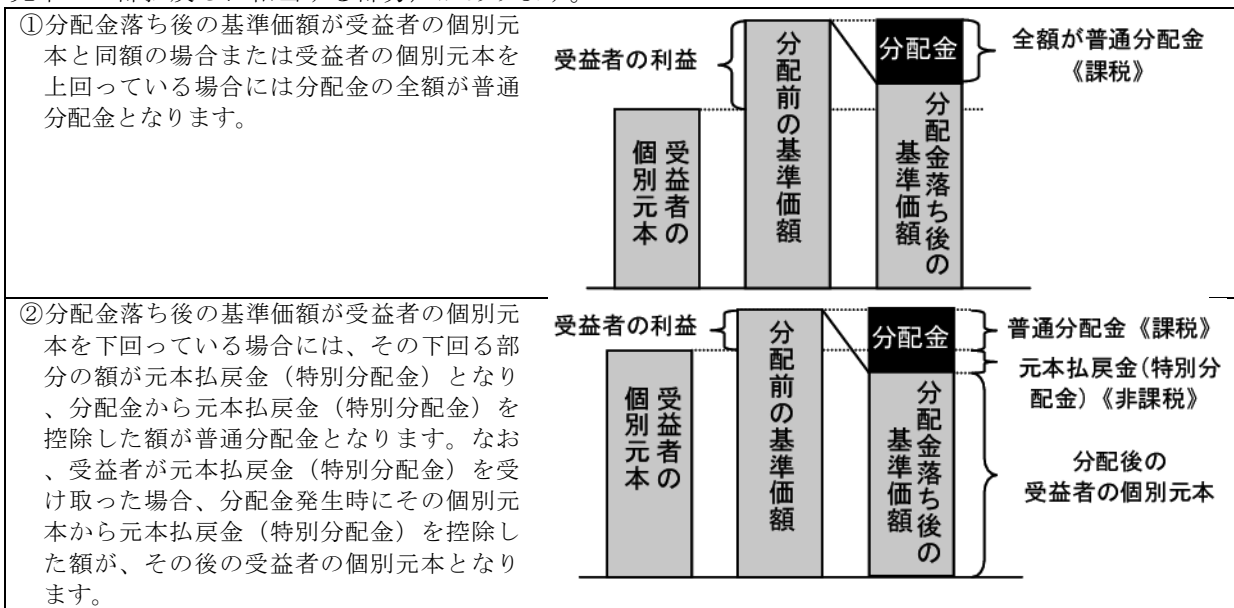 ①分配金落ち後の基準価額が受益者の個別元
本と同額の場合または受益者の個別元本を
上回っている場合には分配金の全額が普通
分配金となります。
受益者の利益
分配前の基準価額
分配金
全額が普通分配金
《課税》
受益者の
個別元本
分配金落ち後の
基準価額
②分配金落ち後の基準価額が受益者の個別元
本を下回っている場合には、その下回る部
分の額が元本払戻金（特別分配金）となり
、分配金から元本払戻金（特別分配金）を
控除した額が普通分配金となります。なお
、受益者が元本払戻金（特別分配金）を受
け取った場合、分配金発生時にその個別元
本から元本払戻金（特別分配金）を控除し
た額が、その後の受益者の個別元本となり
ます。
受益者の利益
分配前の基準価額
分配金
普通分配金《課税》
元本払戻金（特別分
配金）《非課税》
受益者の
個別元本
分配金落ち後の
基準価額
分配後の
受益者の個別元本